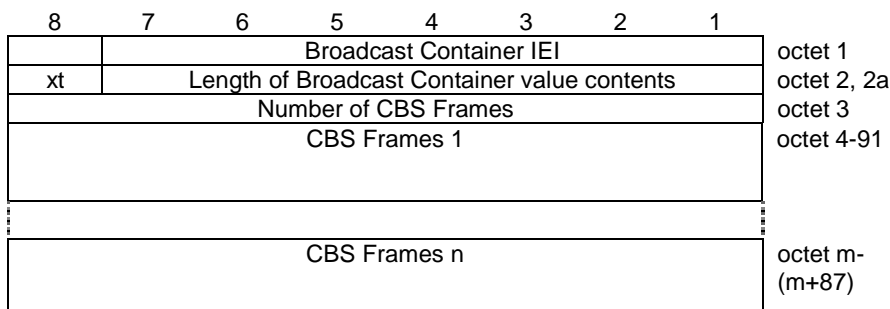 8 7 6 5 4 3 2 1
Broadcast Container IEI octet 1
xt Length of Broadcast Container value contents octet 2, 2a
Number of CBS Frames octet 3
CBS Frames 1 octet 4-91
CBS Frames n octet m-
(m+87)